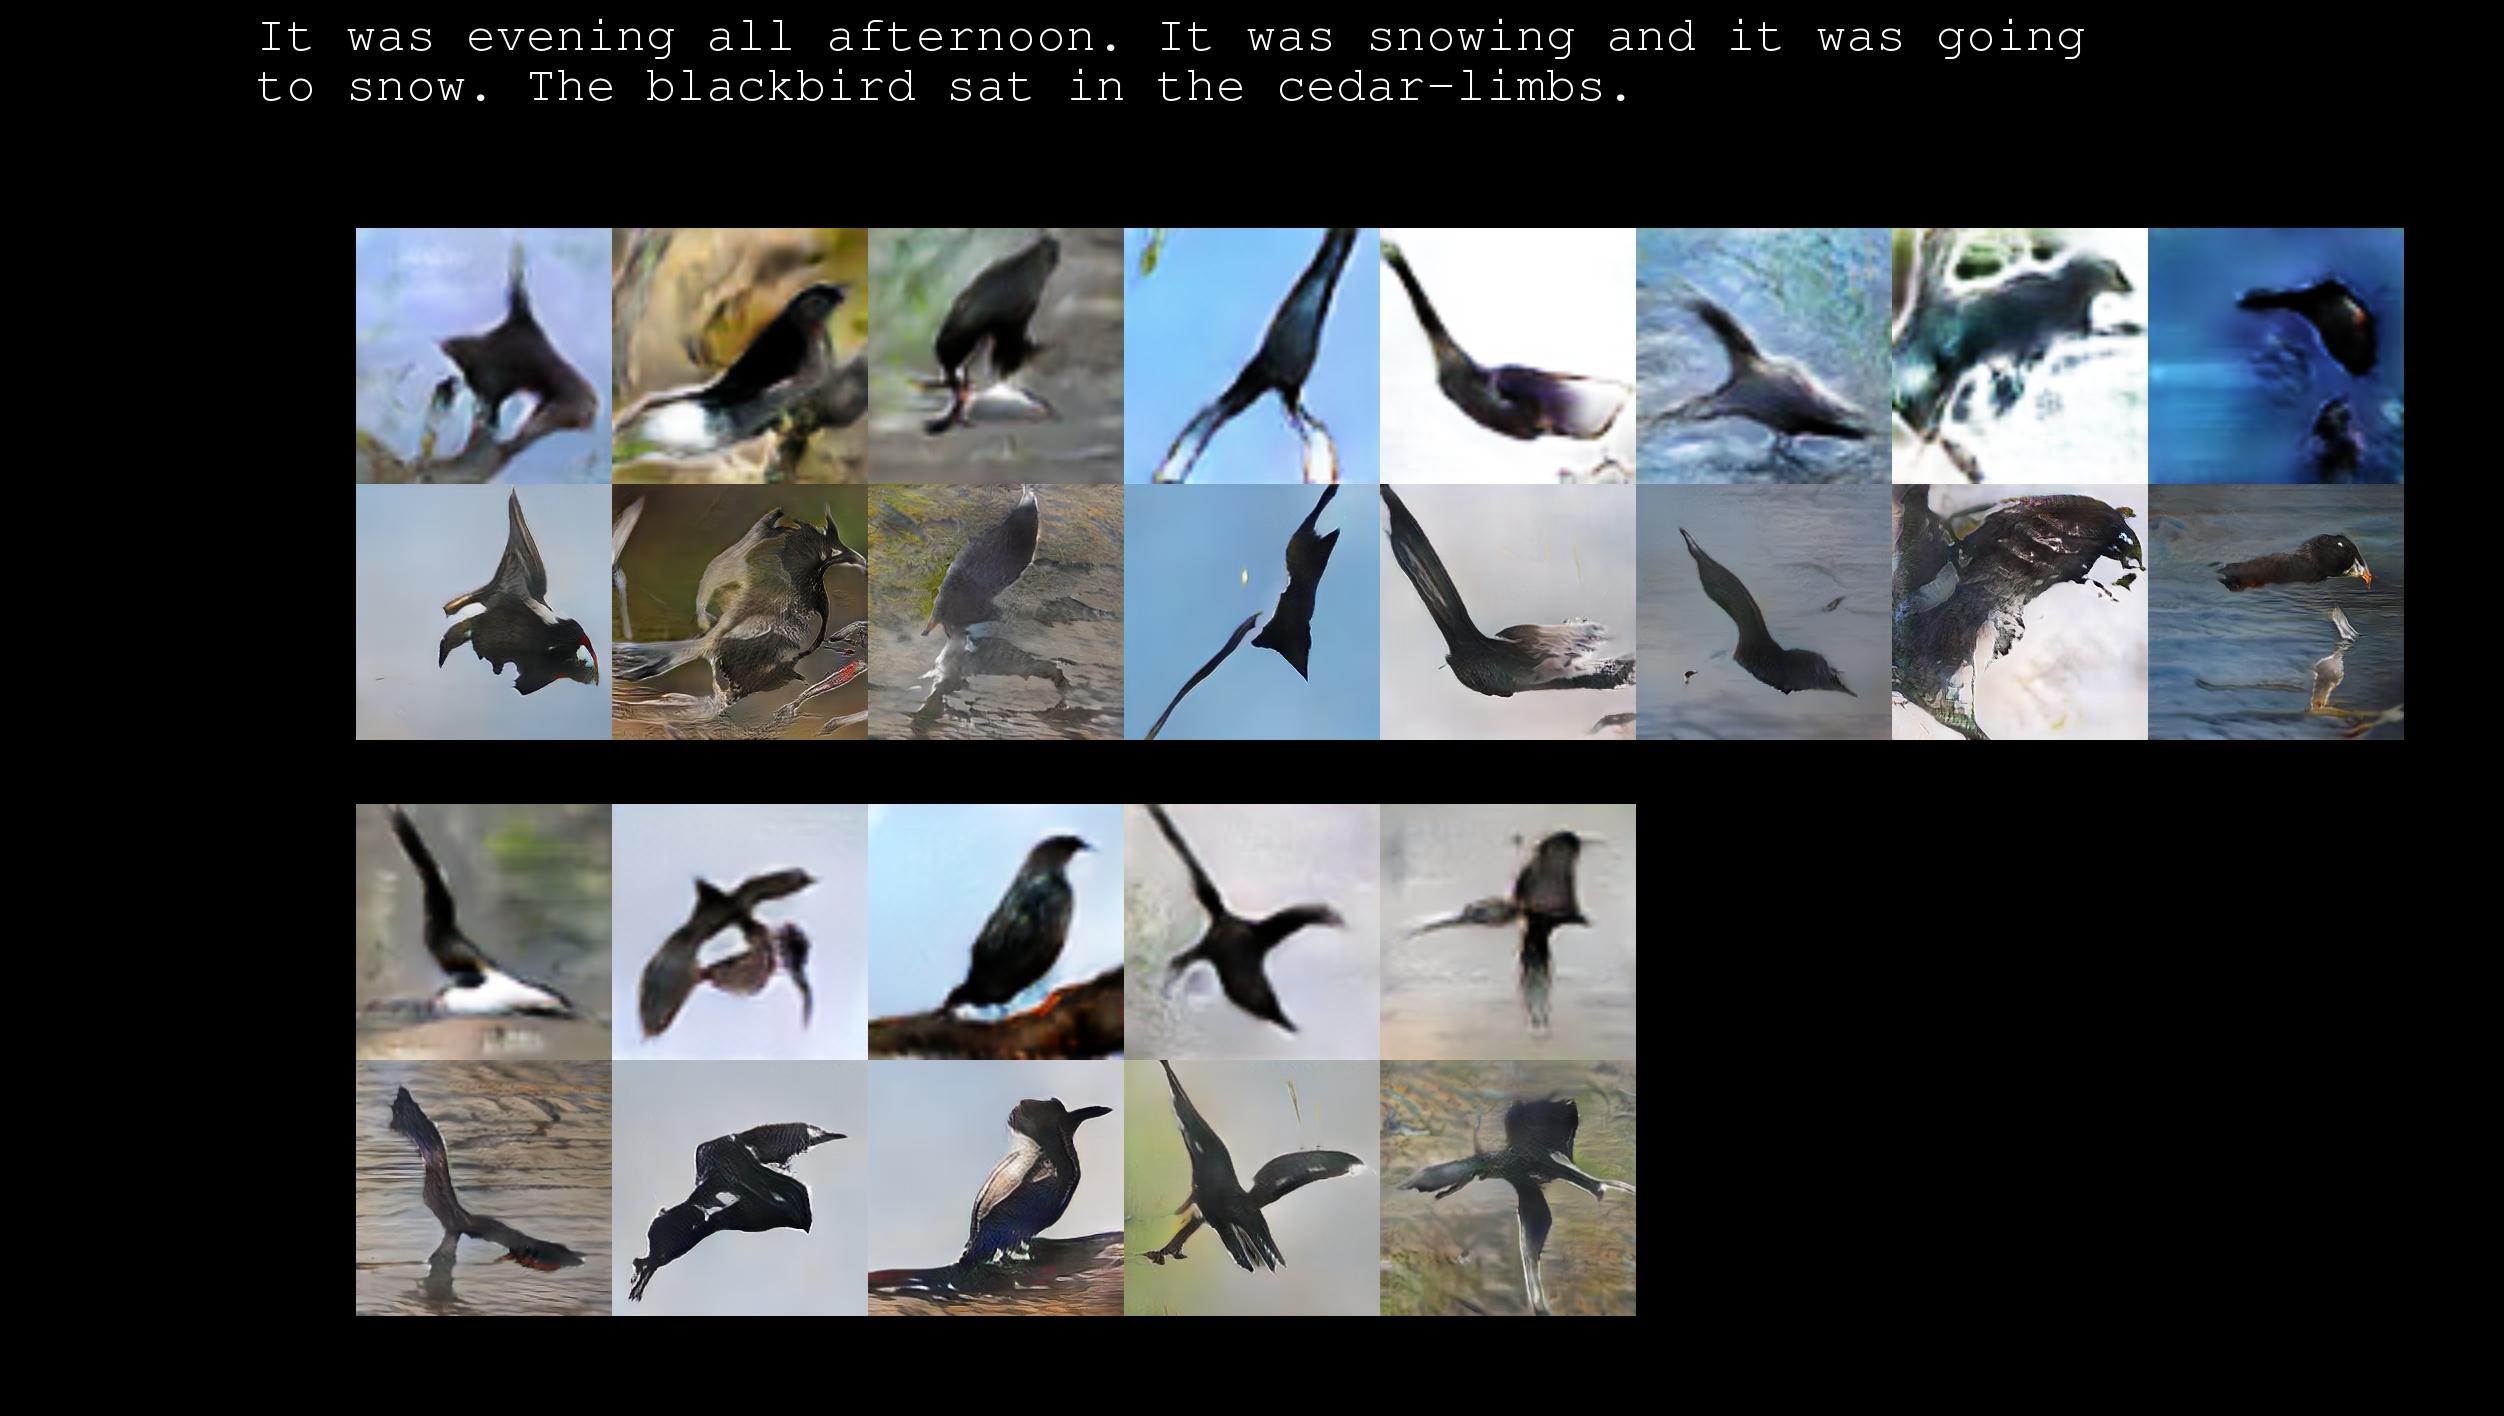 It was evening all afternoon. It was snowing and it was going
to snow. The blackbird sat in the cedar-limbs.